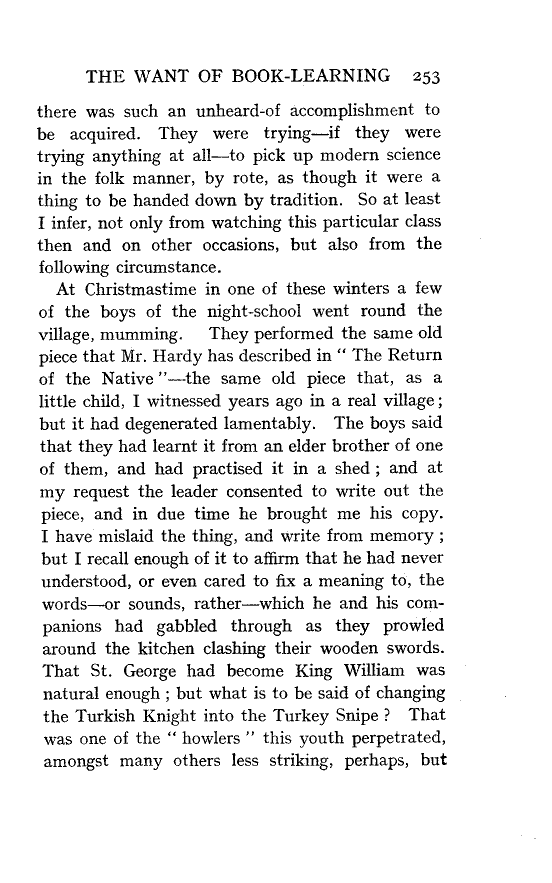 THE WANT OF BOOK-LEARNING 253
there was such an unheard-of accomplishment to
be acquired. They were trying—if they were
trying anything at all—to pick up modern science
in the folk manner, by rote, as though it were a
thing to be handed down by tradition. So at least
I infer, not only from watching this particular class
then and on other occasions, but also from the
following circumstance.
At Christmastime in one of these winters a few
of the boys of the night-school went round the
village, mumming. They performed the same old
piece that Mr. Hardy has described in " The Return
of the Native "—the same old piece that, as a
little child, I witnessed years ago in a real village ;
but it had degenerated lamentably. The boys said
that they had learnt it from an elder brother of one
of them, and had practised it in a shed ; and at
my request the leader consented to write out the
piece, and in due time he brought me his copy.
I have mislaid the thing, and write from memory ;
but I recall enough of it to affirm that he had never
understood, or even cared to fix a meaning to, the
words—or sounds, rather—which he and his com-
panions had gabbled through as they prowled
around the kitchen clashing their wooden swords.
That St. George had become King William was
natural enough ; but what is to be said of changing
the Turkish Knight into the Turkey Snipe ? That
was one of the " howlers " this youth perpetrated,
amongst many others less striking, perhaps, but